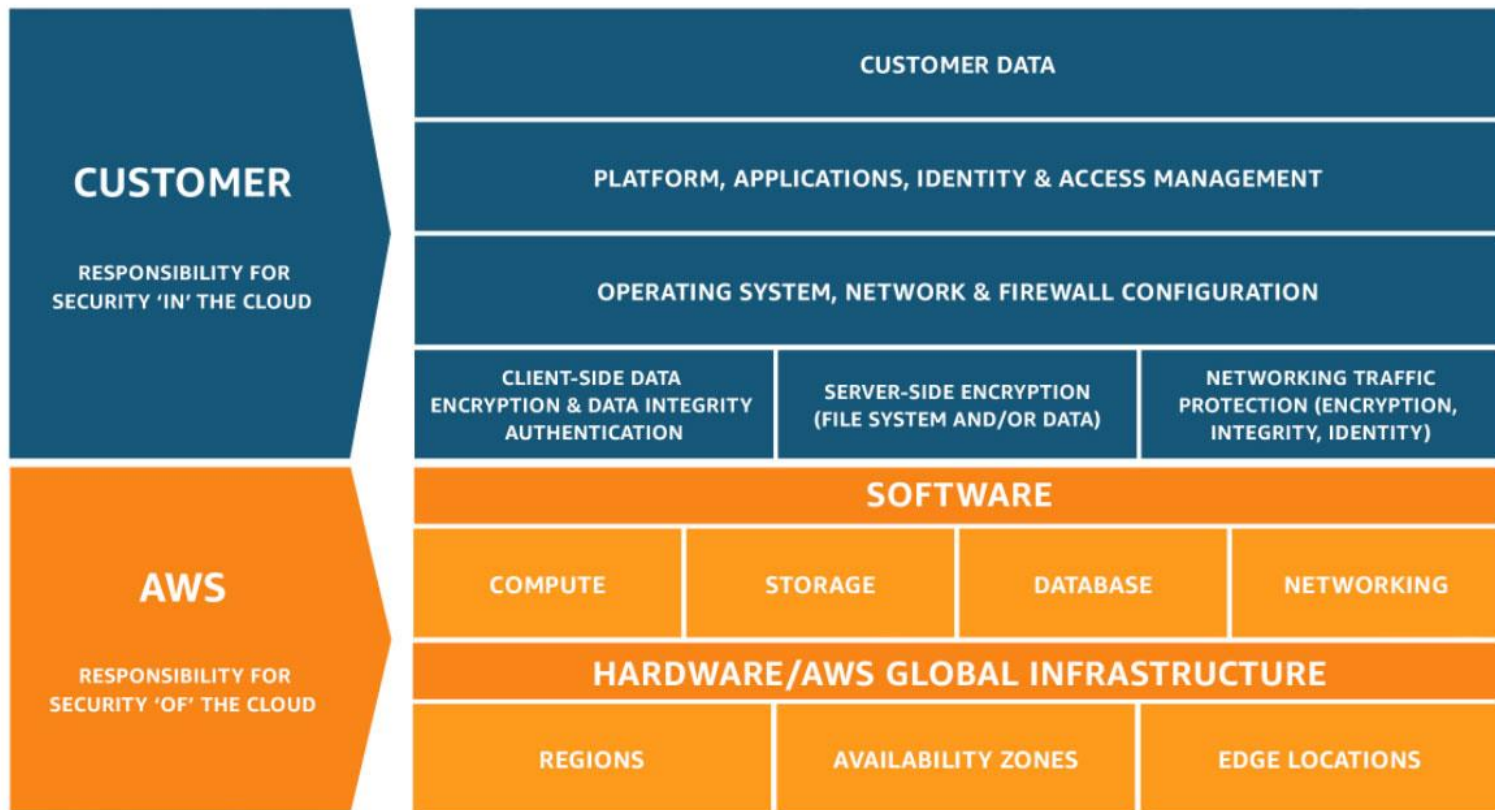 CUSTOMER
RESPONSIBILITY FOR
SECURITY ‘IN’ THE CLOUD
CUSTOMER DATA
PLATFORM, APPLICATIONS, IDENTITY & ACCESS MANAGEMENT
OPERATING SYSTEM, NETWORK & FIREWALL CONFIGURATION
CLIENT-SIDE DATA
ENCRYPTION & DATA INTEGRITY
AUTHENTICATION
SERVER-SIDE ENCRYPTION
(FILE SYSTEM AND/OR DATA)
NETWORKING TRAFFIC
PROTECTION (ENCRYPTION,
INTEGRITY, IDENTITY)
AWS
RESPONSIBILITY FOR
SECURITY ‘OF’ THE CLOUD
SOFTWARE
COMPUTE
STORAGE
DATABASE
NETWORKING
HARDWARE/AWS GLOBAL INFRASTRUCTURE
REGIONS
AVAILABILITY ZONES
EDGE LOCATIONS